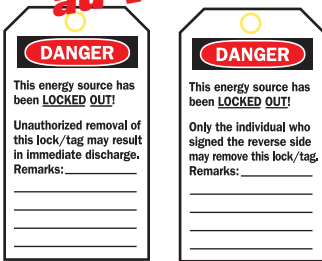 DANGER
This energy source has
been LOCKED OUT!
Unauthorized removal of
this lock/tag may result
in immediate discharge.
Remarks:
DANGER
This energy source has
been LOCKED OUT!
Only the individual who
signed the reverse side
may remove this lock/tag.
Remarks: